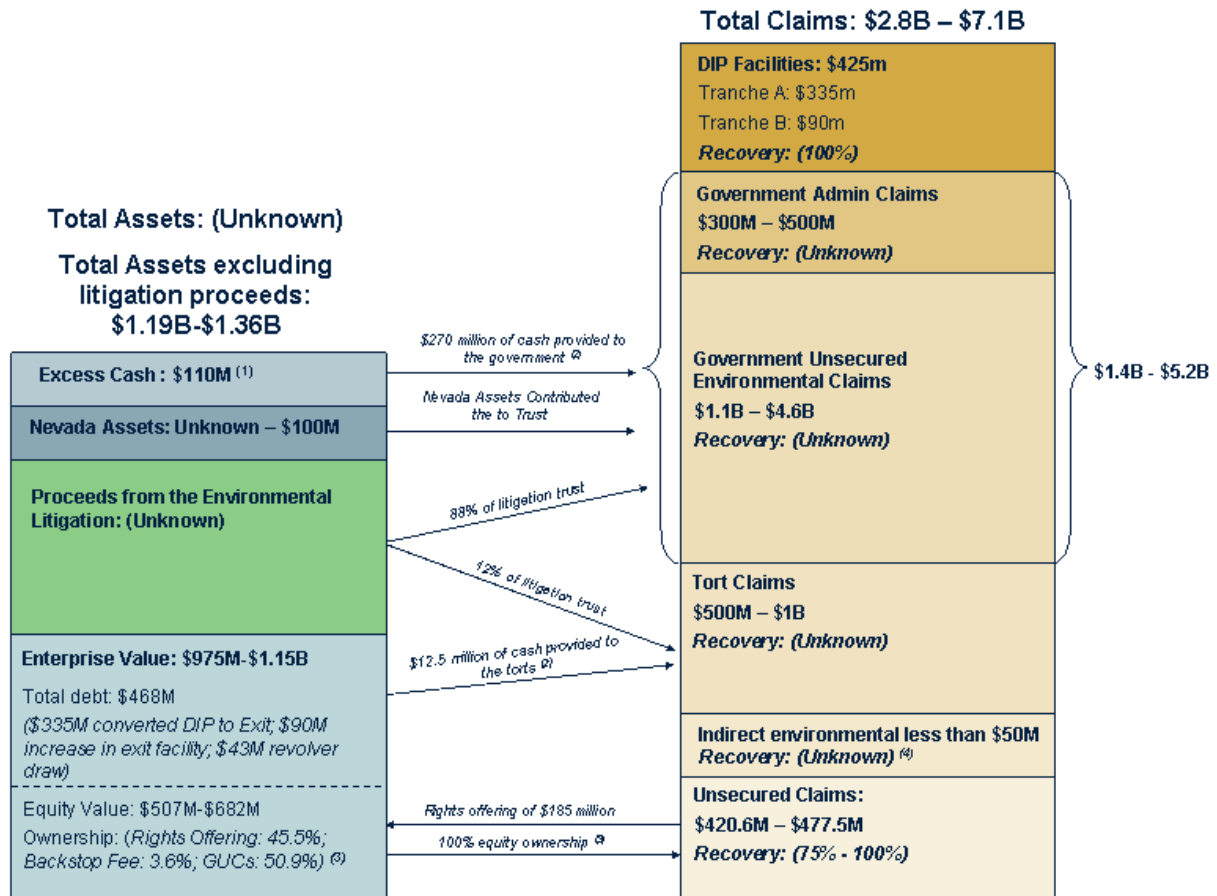 Total Claims: $2.8B – $7.1B
DIP Facilities: $425m
Tranche A: $335m
Tranche B: $90m
Recovery: (100%)
Government Admin Claims
$300M – $500M
Recovery: (Unknown)
Government Unsecured
Environmental Claims
$1.1B – $4.6B
Recovery: (Unknown)
$1.4B - $5.2B
Tort Claims
$500M – $1B
Recovery: (Unknown)
Indirect environmental less than $50M
Recovery: (Unknown) (4)
Unsecured Claims:
$420.6M – $477.5M
Recovery: (75% - 100%)
Total Assets: (Unknown)
Total Assets excluding
litigation proceeds:
$1.19B-$1.36B
Excess Cash : $110M (1)
Nevada Assets: Unknown – $100M
Proceeds from the Environmental
Litigation: (Unknown)
Enterprise Value: $975M-$1.15B
Total debt: $468M
($335M converted DIP to Exit; $90M
increase in exit facility; $43M revolver
draw)
Equity Value: $507M-$682M
Ownership: (Rights Offering: 45.5%;
Backstop Fee: 3.6%; GUCs: 50.9%) (3)
$270 million of cash provided to
the government (2)
Nevada Assets Contributed
the to Trust
88% of litigation trust
12% of litigation trust
$12.5 million of cash provided to
the torts (2)
Rights offering of $185 million
100% equity ownership